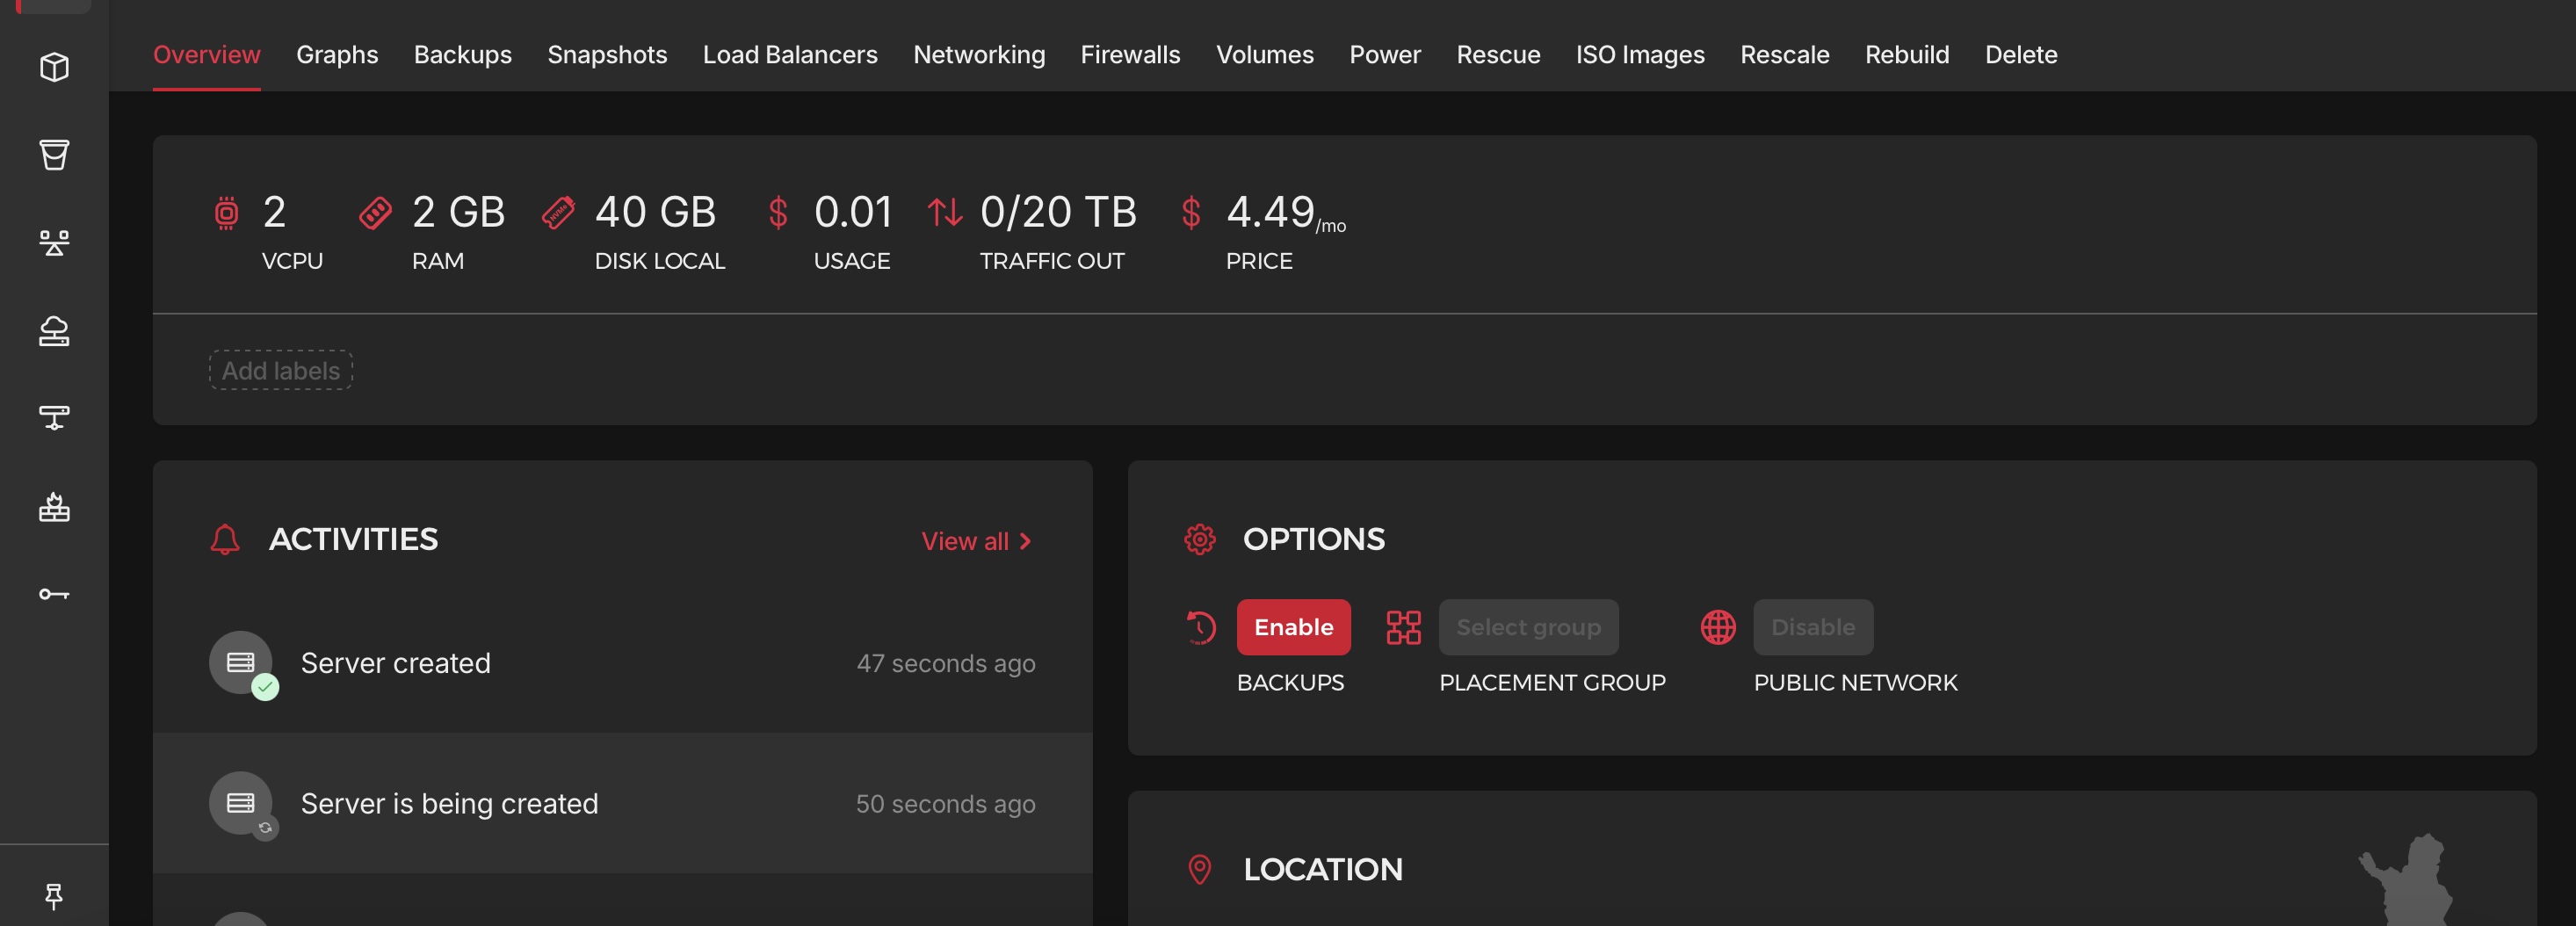 Overview Graphs Backups Snapshots Load Balancers Networking Firewalls Volumes Power Rescue ISO Images Rescale Rebuild Delete
2 2 GB 40 GB 0.01 0/20 TB 4.49/mo
VCPU RAM DISK LOCAL USAGE TRAFFIC OUT PRICE
Add labels
ACTIVITIES View all
Server created 47 seconds ago
Server is being created 50 seconds ago
OPTIONS
Enable Select group Disable
BACKUPS PLACEMENT GROUP PUBLIC NETWORK
LOCATION